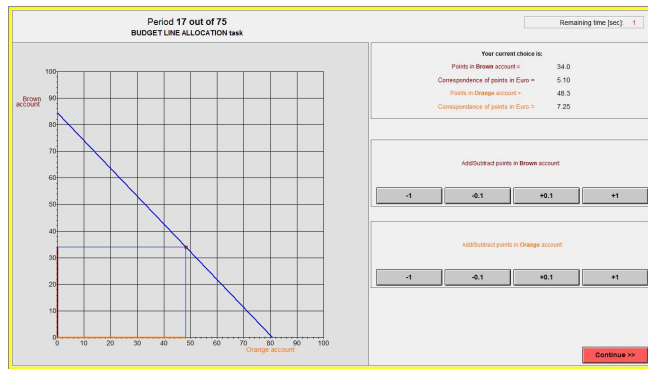 Period 17 out of 75
BUDGET LINE ALLOCATION task
Remaining time [sec]: 1
Brown
account
100
90
80
70
60
50
40
30
20
10
0
0 10 20 30 40 50 60 70 80 90 100
Orange account
Your current choice is:
Points in Brown account = 34.0
Correspondence of points in Euro = 5.10
Points in Orange account = 48.3
Correspondence of points in Euro = 7.25
Add/Subtract points in Brown account:
-1 -0.1 +0.1 +1
Add/Subtract points in Orange account:
-1 -0.1 +0.1 +1
Continue >>